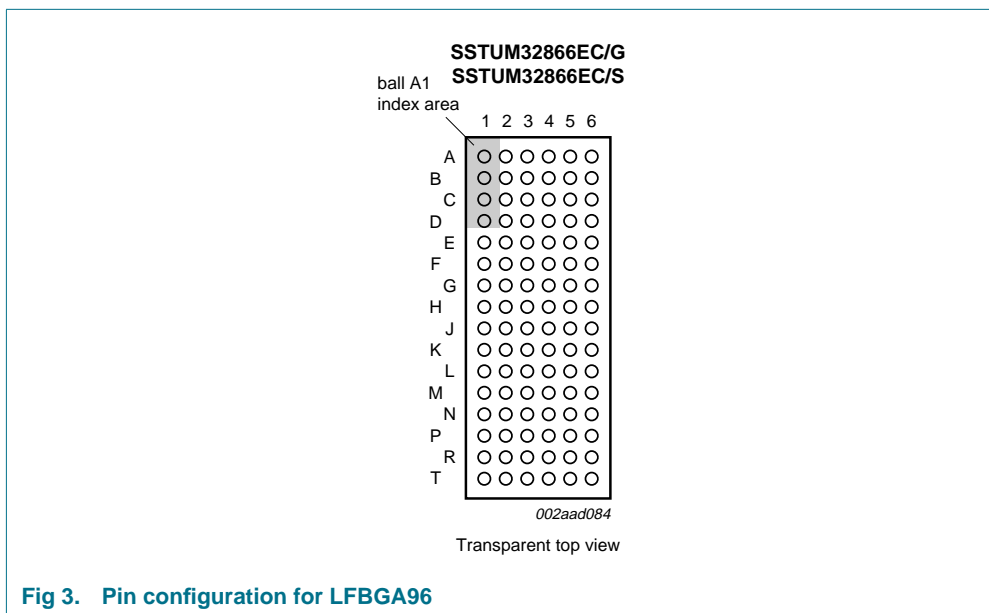 SSTUM32866EC/G
SSTUM32866EC/S
ball A1
index area
1 2 3 4 5 6
A
B
C
D
E
F
G
H
J
K
L
M
N
P
R
T
002aad084
Transparent top view
Fig 3. Pin configuration for LFBGA96